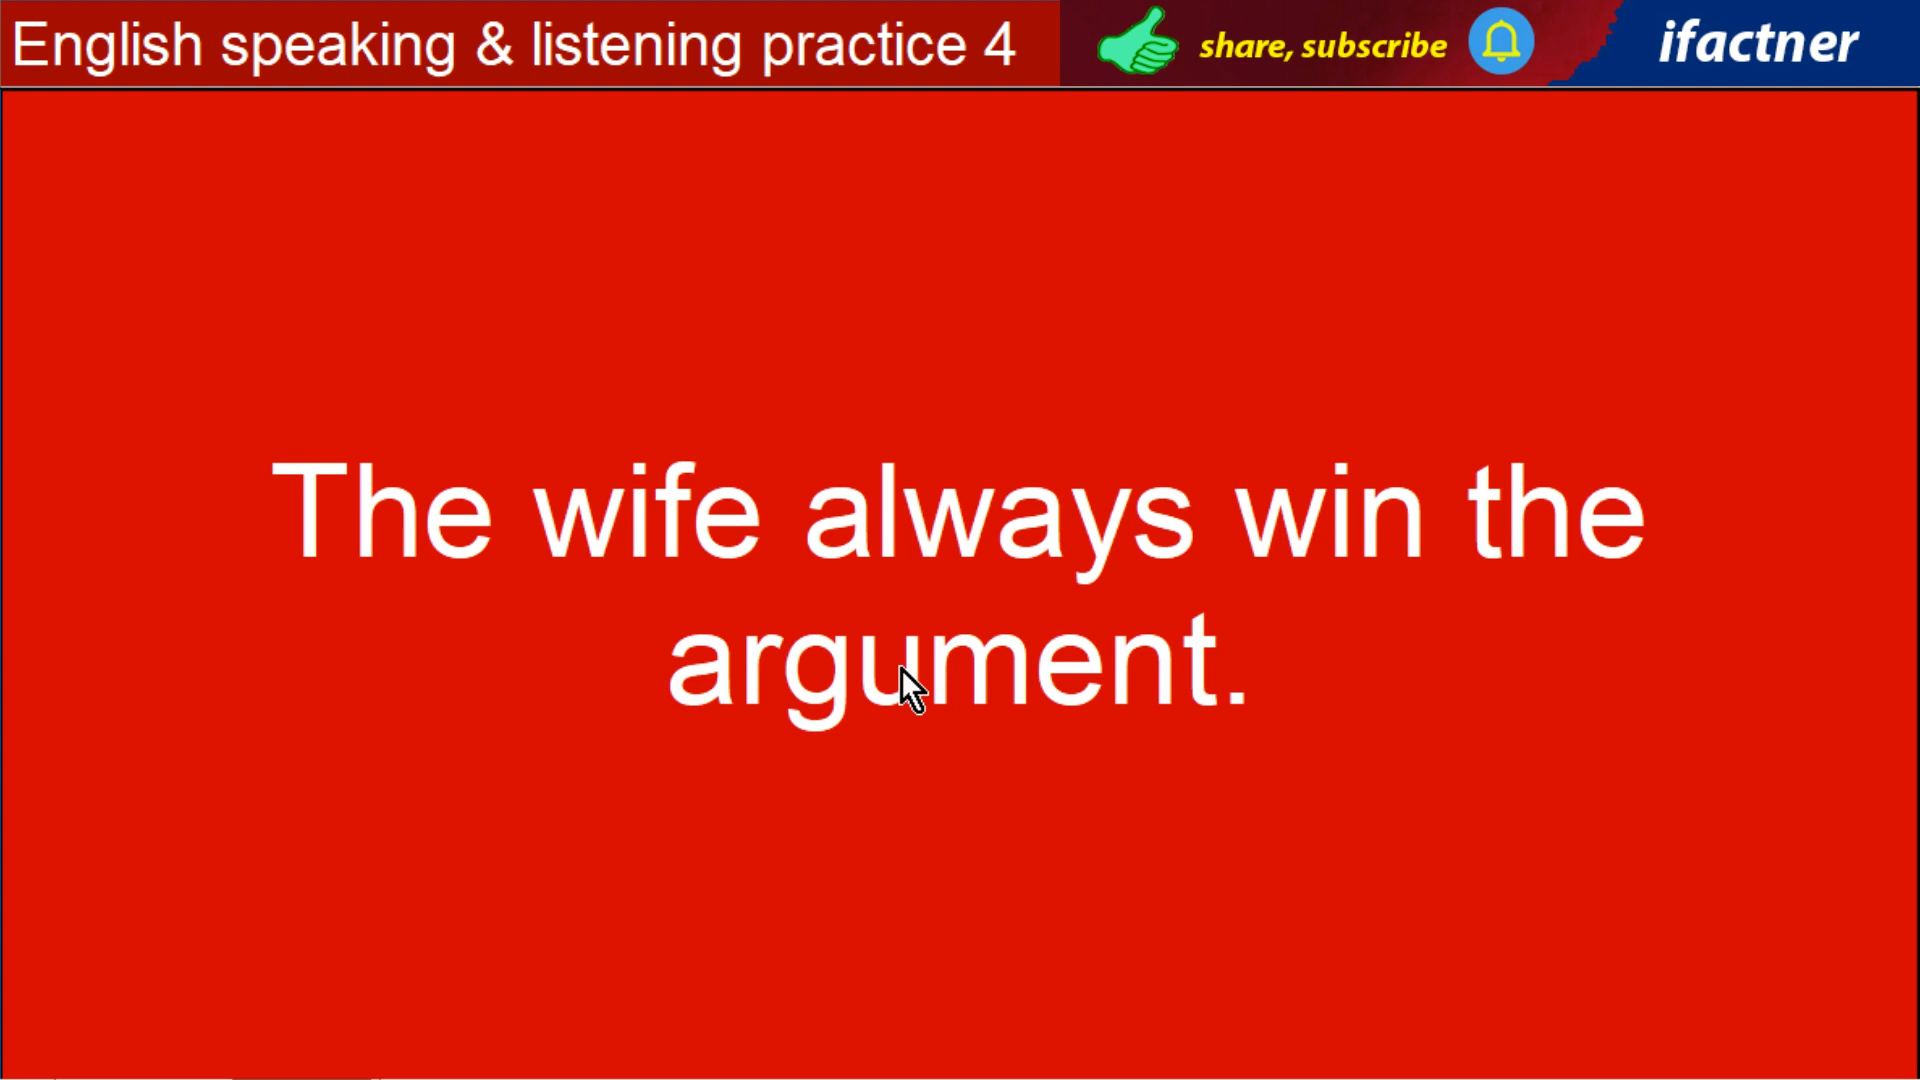 English speaking & listening practice 4
share, subscribe
ifactner
The wife always win the
argument.